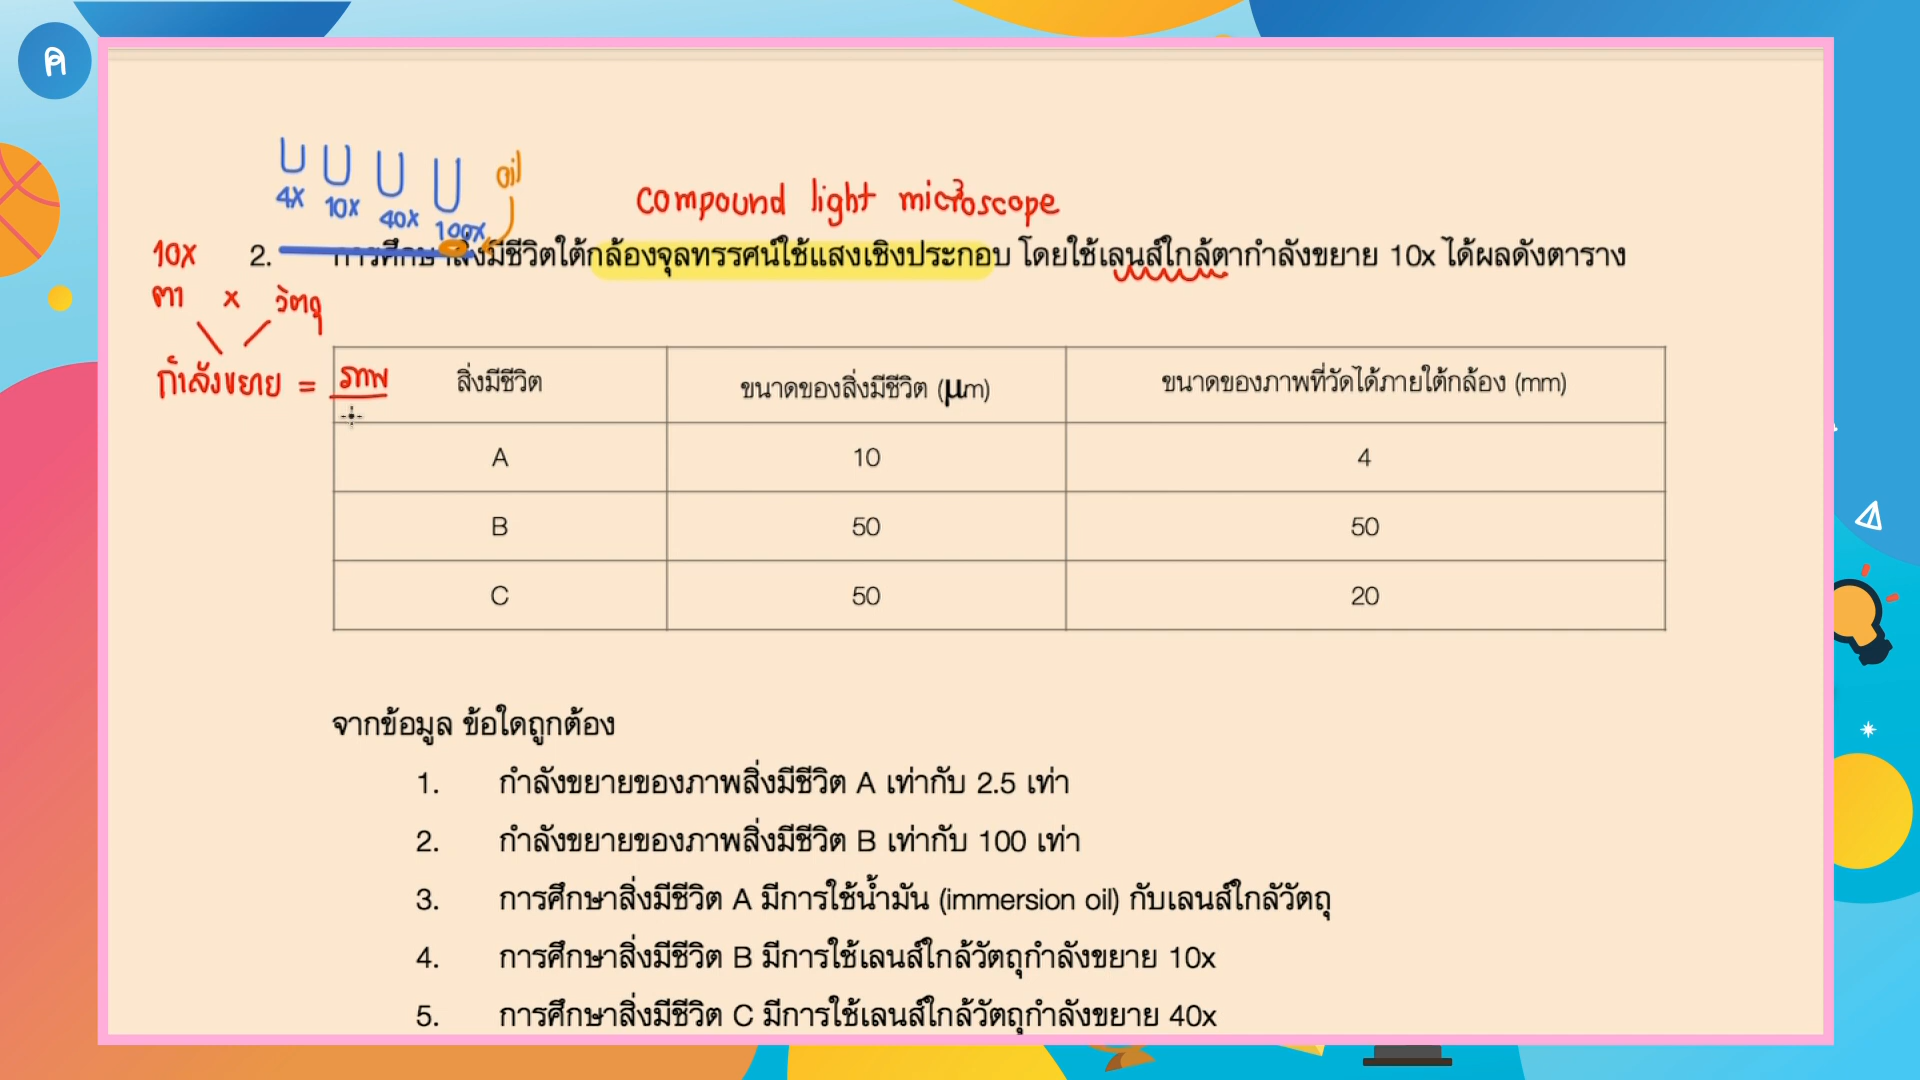 ค
4x 10x 40x 100x oil
compound light microscope
2. การศึกษาสิ่งมีชีวิตใต้กล้องจุลทรรศน์ใช้แสงเชิงประกอบ โดยใช้เลนส์ใกล้ตากำลังขยาย 10x ได้ผลดังตาราง
10x
ตา x วัตถุ
กำลังขยาย = ภาพ
สิ่งมีชีวิต ขนาดของสิ่งมีชีวิต (µm) ขนาดของภาพที่วัดได้ภายใต้กล้อง (mm)
A 10 4
B 50 50
C 50 20
จากข้อมูล ข้อใดถูกต้อง
1. กำลังขยายของภาพสิ่งมีชีวิต A เท่ากับ 2.5 เท่า
2. กำลังขยายของภาพสิ่งมีชีวิต B เท่ากับ 100 เท่า
3. การศึกษาสิ่งมีชีวิต A มีการใช้น้ำมัน (immersion oil) กับเลนส์ใกล้วัตถุ
4. การศึกษาสิ่งมีชีวิต B มีการใช้เลนส์ใกล้วัตถุกำลังขยาย 10x
5. การศึกษาสิ่งมีชีวิต C มีการใช้เลนส์ใกล้วัตถุกำลังขยาย 40x